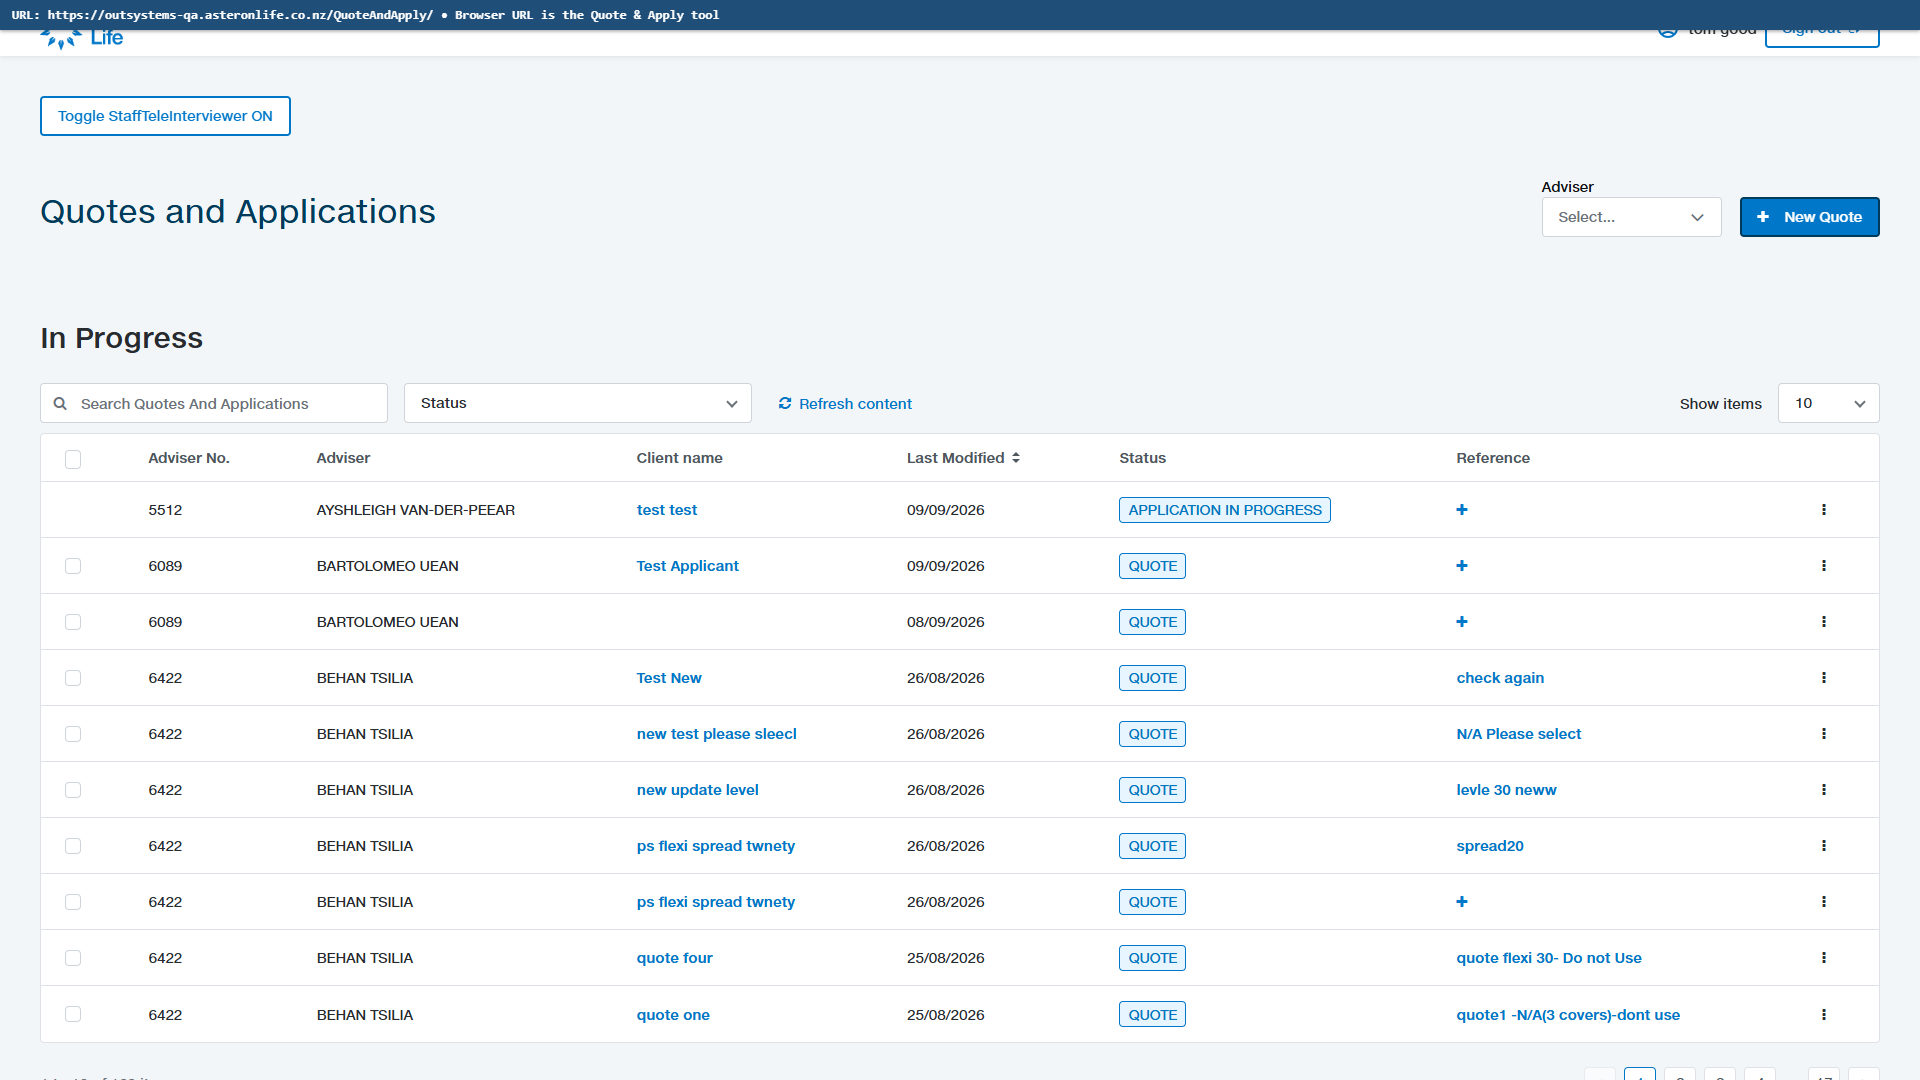 URL: https://outsystems-qa.asteronlife.co.nz/QuoteAndApply/ • Browser URL is the Quote & Apply tool
Life
tom good
Sign out
Toggle StaffTeleInterviewer ON
Quotes and Applications
Adviser
Select...
New Quote
In Progress
Search Quotes And Applications
Status
Refresh content
Show items
10
Adviser No. Adviser Client name Last Modified Status Reference
5512 AYSHLEIGH VAN-DER-PEEAR test test 09/09/2026 APPLICATION IN PROGRESS
6089 BARTOLOMEO UEAN Test Applicant 09/09/2026 QUOTE
6089 BARTOLOMEO UEAN 08/09/2026 QUOTE
6422 BEHAN TSILIA Test New 26/08/2026 QUOTE check again
6422 BEHAN TSILIA new test please sleecl 26/08/2026 QUOTE N/A Please select
6422 BEHAN TSILIA new update level 26/08/2026 QUOTE levle 30 neww
6422 BEHAN TSILIA ps flexi spread twnety 26/08/2026 QUOTE spread20
6422 BEHAN TSILIA ps flexi spread twnety 26/08/2026 QUOTE
6422 BEHAN TSILIA quote four 25/08/2026 QUOTE quote flexi 30- Do not Use
6422 BEHAN TSILIA quote one 25/08/2026 QUOTE quote1 -N/A(3 covers)-dont use